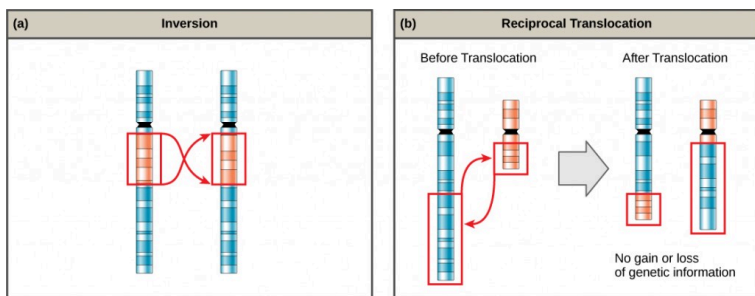 (a) Inversion
(b) Reciprocal Translocation
Before Translocation
After Translocation
No gain or loss
of genetic information